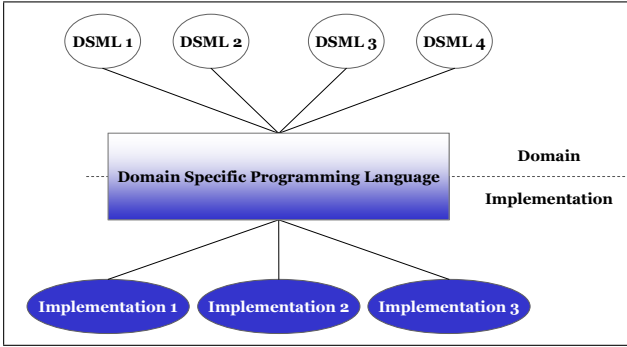 DSML 1
DSML 2
DSML 3
DSML 4
Domain Specific Programming Language
Domain
Implementation
Implementation 1
Implementation 2
Implementation 3